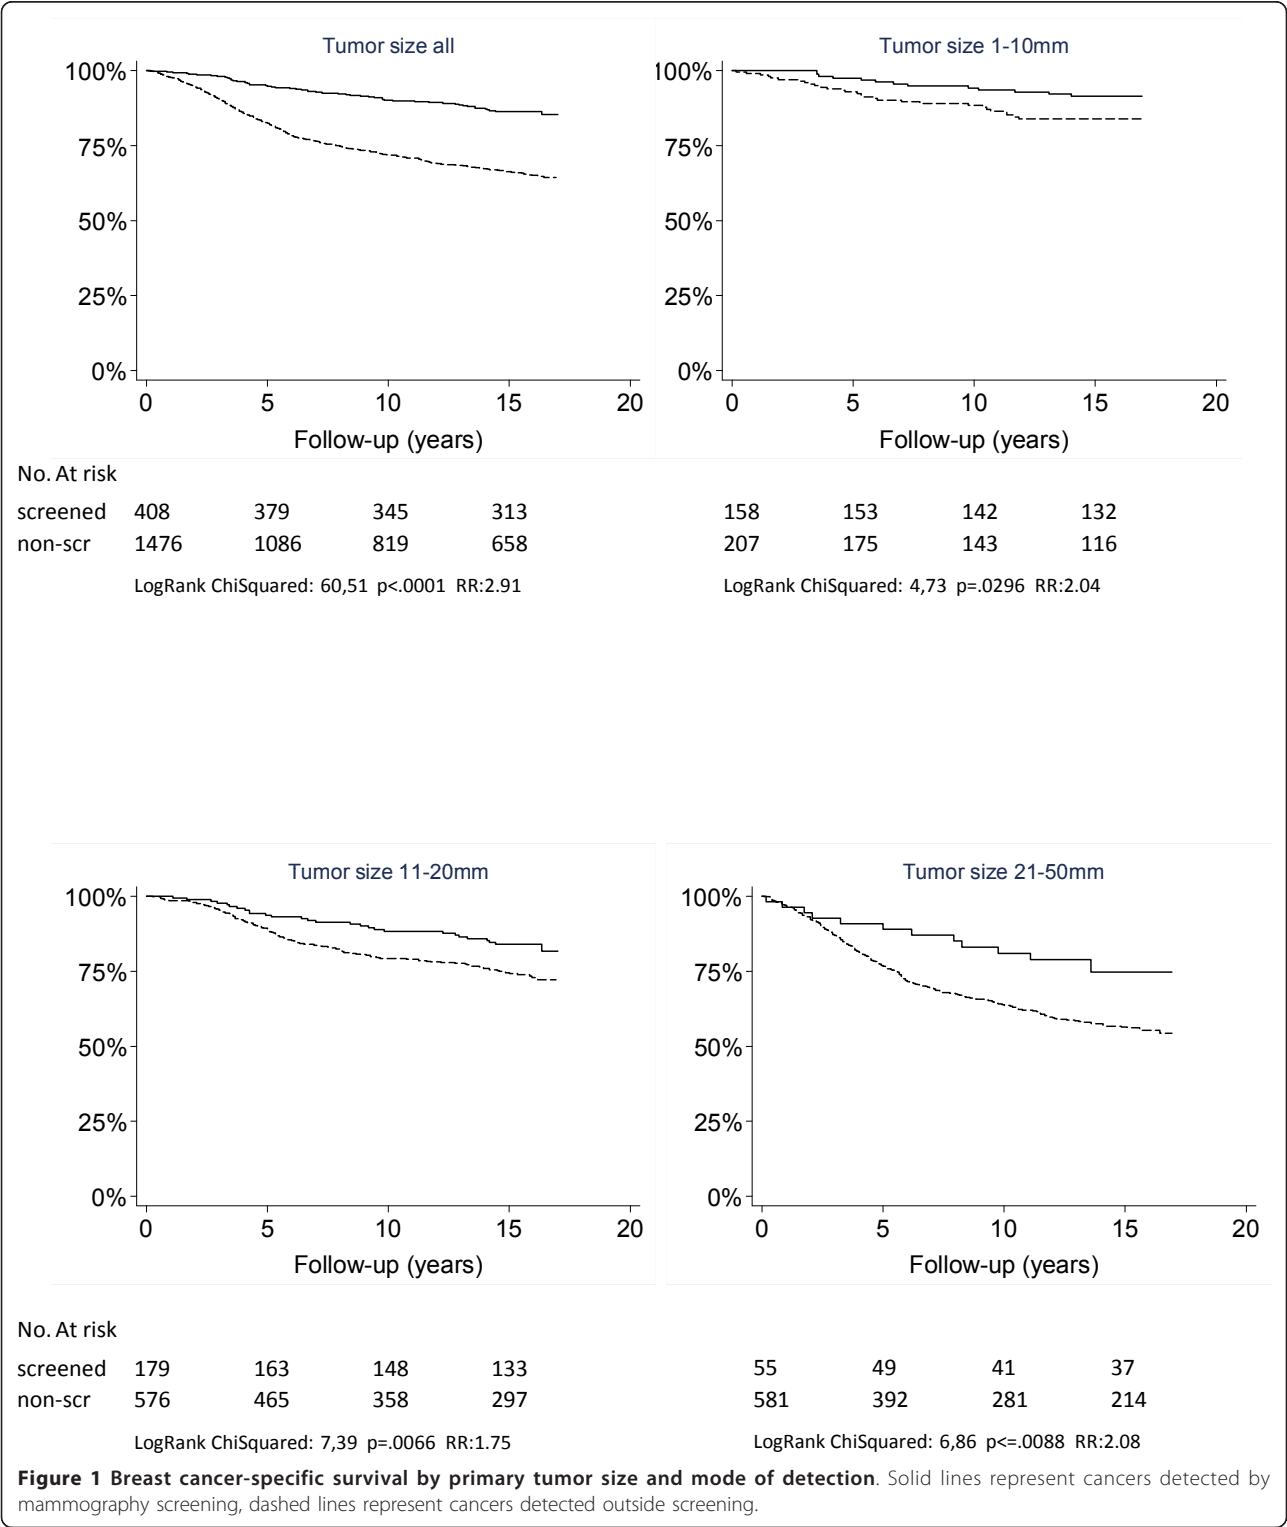 Tumor size all
100%
75%
50%
25%
0%
0 5 10 15 20
Follow-up (years)
Tumor size 1-10mm
100%
75%
50%
25%
0%
0 5 10 15 20
Follow-up (years)
No. At risk
screened 408 379 345 313 158 153 142 132
non-scr 1476 1086 819 658 207 175 143 116
LogRank ChiSquared: 60,51 p<.0001 RR:2.91 LogRank ChiSquared: 4,73 p=.0296 RR:2.04
Tumor size 11-20mm
100%
75%
50%
25%
0%
0 5 10 15 20
Follow-up (years)
Tumor size 21-50mm
100%
75%
50%
25%
0%
0 5 10 15 20
Follow-up (years)
No. At risk
screened 179 163 148 133 55 49 41 37
non-scr 576 465 358 297 581 392 281 214
LogRank ChiSquared: 7,39 p=.0066 RR:1.75 LogRank ChiSquared: 6,86 p<=.0088 RR:2.08
Figure 1 Breast cancer-specific survival by primary tumor size and mode of detection. Solid lines represent cancers detected by
mammography screening, dashed lines represent cancers detected outside screening.